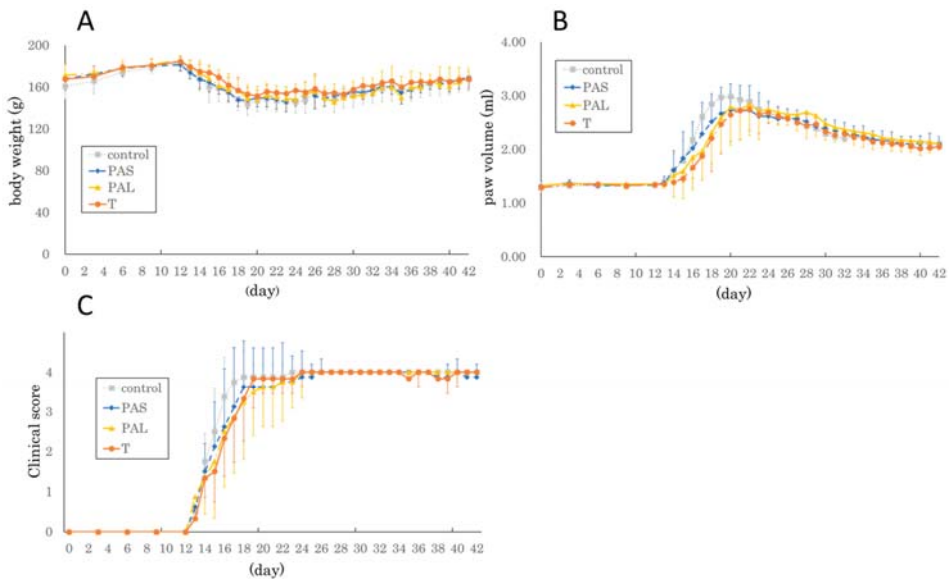 A
200
160
120
80
40
0
body weight (g)
control
PAS
PAL
T
0 2 4 6 8 10 12 14 16 18 20 22 24 26 28 30 32 34 36 38 40 42
(day)
B
4.00
3.00
2.00
1.00
0.00
paw volume (ml)
control
PAS
PAL
T
0 2 4 6 8 10 12 14 16 18 20 22 24 26 28 30 32 34 36 38 40 42
(day)
C
4
3
2
1
0
Clinical score
control
PAS
PAL
T
0 2 4 6 8 10 12 14 16 18 20 22 24 26 28 30 32 34 36 38 40 42
(day)